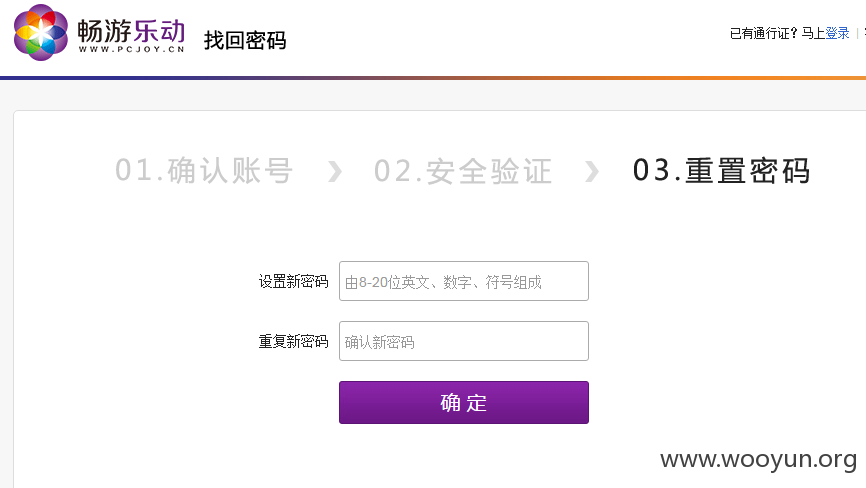 畅游乐动
WWW.PCJOY.CN
找回密码
已有通行证？马上登录
01.确认账号
02.安全验证
03.重置密码
设置新密码
由8-20位英文、数字、符号组成
重复新密码
确认新密码
确 定
www.wooyun.org